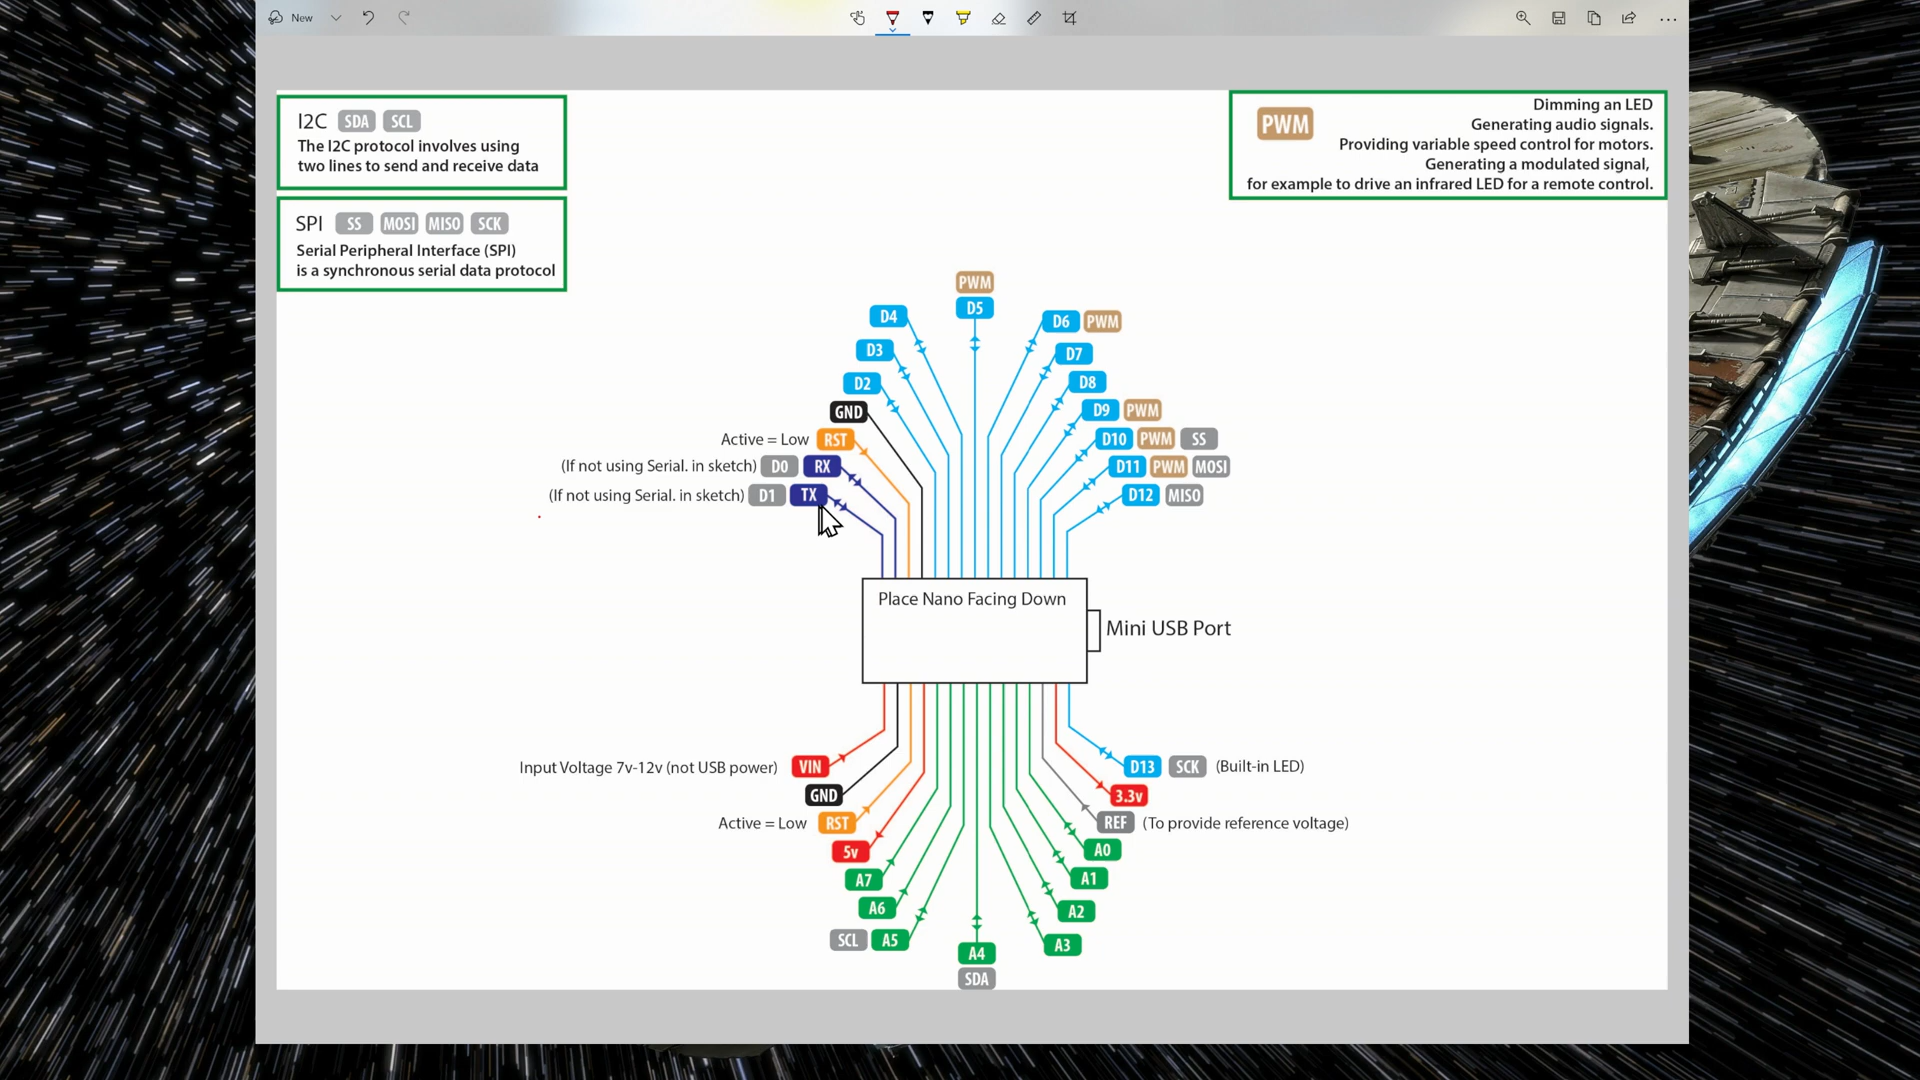 New
I2C SDA SCL
The I2C protocol involves using
two lines to send and receive data
SPI SS MOSI MISO SCK
Serial Peripheral Interface (SPI)
is a synchronous serial data protocol
PWM
Dimming an LED
Generating audio signals.
Providing variable speed control for motors.
Generating a modulated signal,
for example to drive an infrared LED for a remote control.
PWM
D5
D4
D6 PWM
D3
D7
D2
D8
GND
D9 PWM
Active = Low RST
D10 PWM SS
(If not using Serial. in sketch) D0 RX
D11 PWM MOSI
(If not using Serial. in sketch) D1 TX
D12 MISO
Place Nano Facing Down
Mini USB Port
Input Voltage 7v-12v (not USB power) VIN
D13 SCK (Built-in LED)
GND
3.3v
Active = Low RST
REF (To provide reference voltage)
5v
A0
A7
A1
A6
A2
SCL A5
A3
A4
SDA